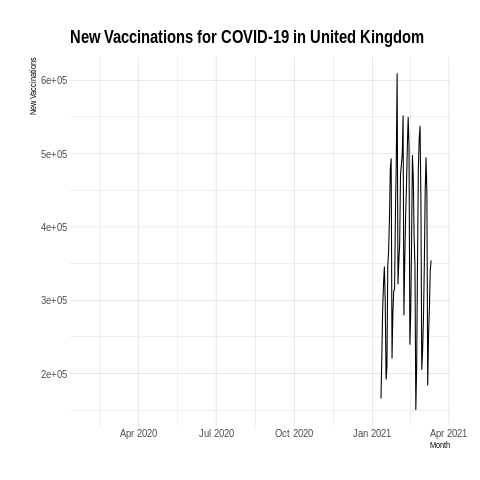 New Vaccinations for COVID-19 in United Kingdom
New Vaccinations
6e+05
5e+05
4e+05
3e+05
2e+05
Apr 2020
Jul 2020
Oct 2020
Jan 2021
Apr 2021
Month